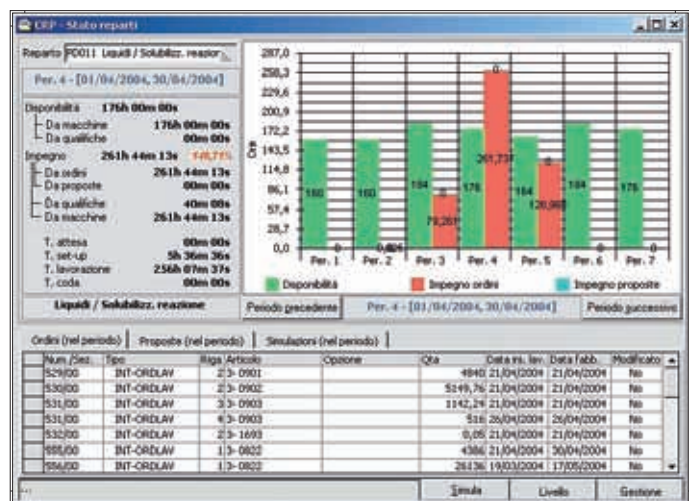 CRP - Stato reparti
Reparto PD011 Liquidi / Solubilizz. reazior
Per. 4 - [01/04/2004, 30/04/2004]
Disponibilità 176h 00m 00s
Da macchine 176h 00m 00s
Da qualifiche 00m 00s
Impegno 261h 44m 13s 148,71%
Da ordini 261h 44m 13s
Da proposte 00m 00s
Da qualifiche 40m 08s
Da macchine 261h 44m 13s
T. attesa 00m 00s
T. set-up 5h 36m 36s
T. lavorazione 256h 07m 37s
T. coda 00m 00s
Liquidi / Solubilizz. reazione
Ore
287,0
258,3
229,6
200,9
172,2
143,5
114,8
86,1
57,4
28,7
0,0
160 0
160 0
184 79,261 0
176 261,737 0
168 0
184 0 0
176 0
Per. 1 Per. 2 Per. 3 Per. 4 Per. 5 Per. 6 Per. 7
Disponibilità Impegno ordini Impegno proposte
Periodo precedente Per. 4 - [01/04/2004, 30/04/2004] Periodo successivo
Ordini (nel periodo) Proposte (nel periodo) Simulazioni (nel periodo)
Num./Sez. Tipo Riga Articolo Opzione Qta Data ini. lav. Data fabb. Modificato
529/00 INT-ORDLAV 2 3- 0901 4840 21/04/2004 21/04/2004 No
530/00 INT-ORDLAV 2 3- 0902 5149,76 21/04/2004 21/04/2004 No
531/00 INT-ORDLAV 3 3- 0903 1142,24 21/04/2004 21/04/2004 No
531/00 INT-ORDLAV 4 3- 0903 516 26/04/2004 26/04/2004 No
532/00 INT-ORDLAV 2 3- 1693 0,05 21/04/2004 21/04/2004 No
555/00 INT-ORDLAV 1 3- 0822 4386 21/04/2004 30/04/2004 No
556/00 INT-ORDLAV 1 3- 0822 26136 19/03/2004 17/05/2004 No
Simula Livello Gestione